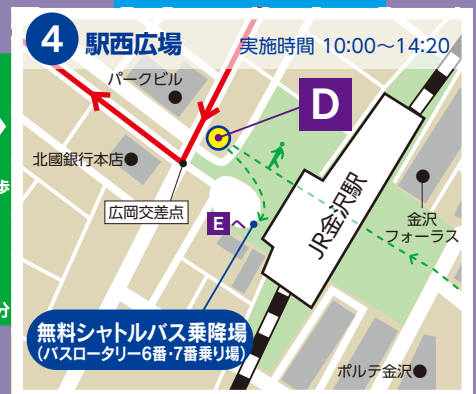 4 駅西広場
実施時間 10:00〜14:20
パークビル
D
北國銀行本店
歩
広岡交差点
Eへ
JR金沢駅
金沢
フォーラス
分
無料シャトルバス乗降場
(バスロータリー6番・7番乗り場)
ポルテ金沢